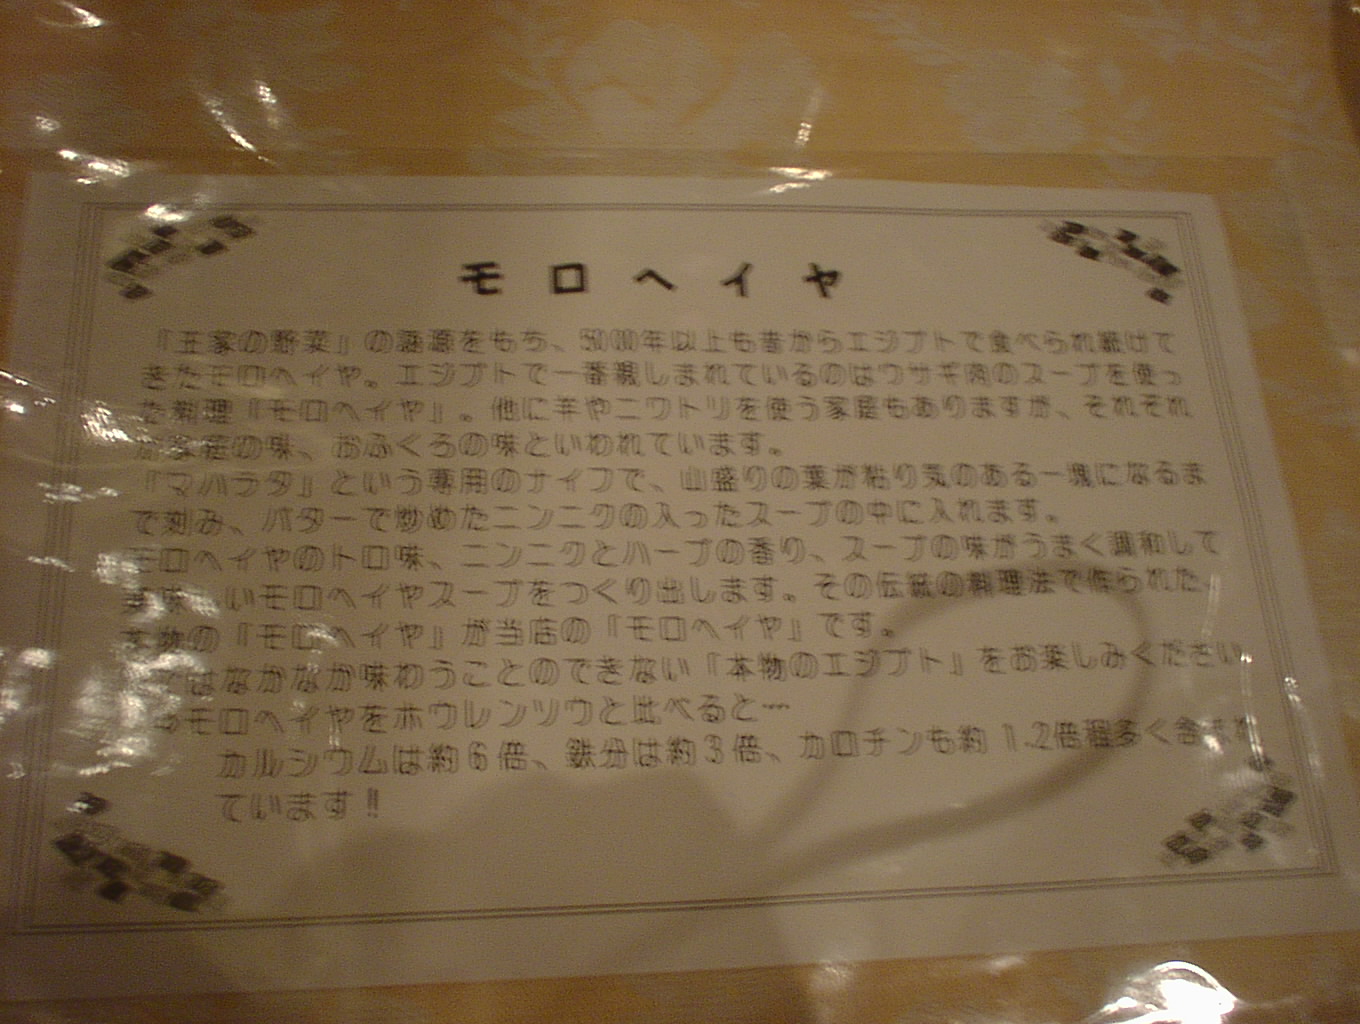 モロヘイヤ
「王家の野菜」の語源をもち、5000年以上も昔からエジプトで食べられ続けて
きたモロヘイヤ。エジプトで一番親しまれているのはウサギ肉のスープを使っ
た料理「モロヘイヤ」。他に羊やニワトリを使う家庭もありますが、それぞれ
が家庭の味、おふくろの味といわれています。
「マハラタ」という専用のナイフで、山盛りの葉が粘り気のある一塊になるま
で刻み、バターで炒めたニンニクの入ったスープの中に入れます。
モロヘイヤのトロ味、ニンニクとハーブの香り、スープの味がうまく調和して
美味しいモロヘイヤスープをつくり出します。その伝統の料理法で作られた、
本物の「モロヘイヤ」が当店の「モロヘイヤ」です。
ではなかなか味わうことのできない「本物のエジプト」をお楽しみください
⇒モロヘイヤをホウレンソウと比べると…
カルシウムは約6倍、鉄分は約3倍、カロチンも約1.2倍程多く含まれ
ています!!